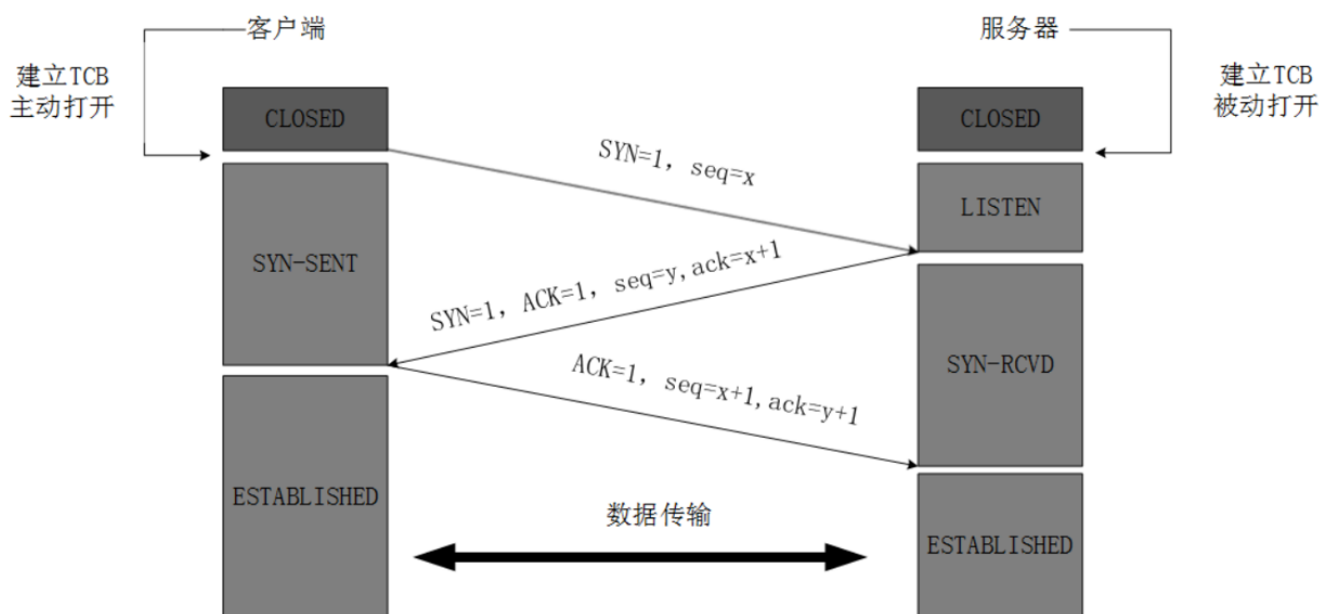 客户端
服务器
建立TCB
主动打开
建立TCB
被动打开
CLOSED
CLOSED
SYN=1, seq=x
LISTEN
SYN-SENT
SYN=1, ACK=1, seq=y,ack=x+1
SYN-RCVD
ACK=1, seq=x+1,ack=y+1
ESTABLISHED
数据传输
ESTABLISHED